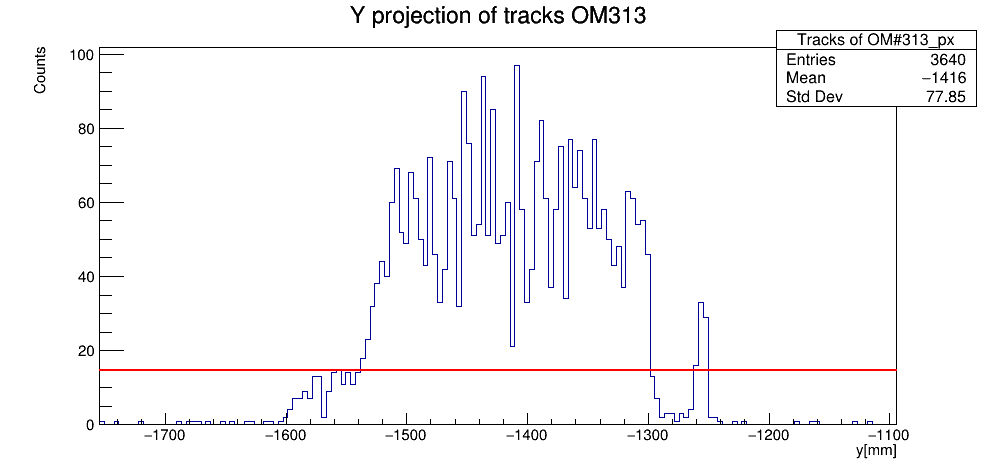 Y projection of tracks OM313
Tracks of OM#313_px
Entries 3640
Mean −1416
Std Dev 77.85
Counts
100
80
60
40
20
0
−1700 −1600 −1500 −1400 −1300 −1200 −1100
y[mm]